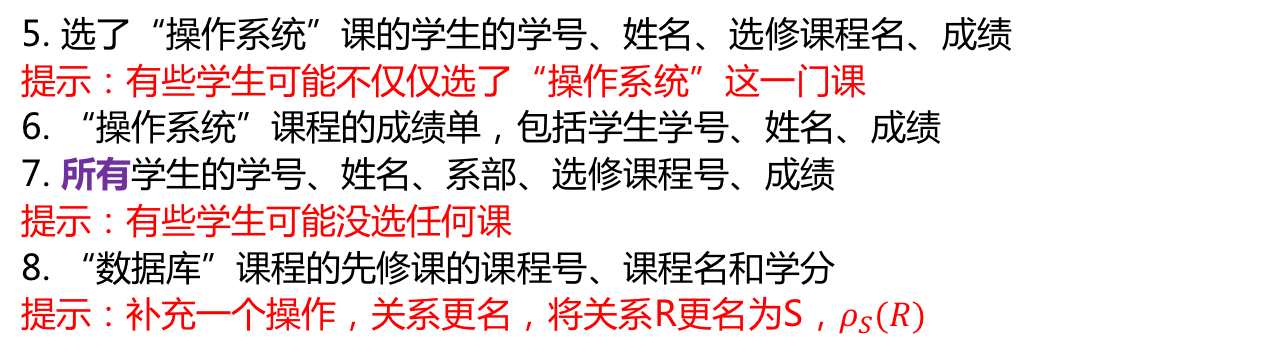 5. 选了“操作系统”课的学生的学号、姓名、选修课程名、成绩
提示：有些学生可能不仅仅选了“操作系统”这一门课
6. “操作系统”课程的成绩单，包括学生学号、姓名、成绩
7. 所有学生的学号、姓名、系部、选修课程号、成绩
提示：有些学生可能没选任何课
8. “数据库”课程的先修课的课程号、课程名和学分
提示：补充一个操作，关系更名，将关系R更名为S，$\rho_S(R)$